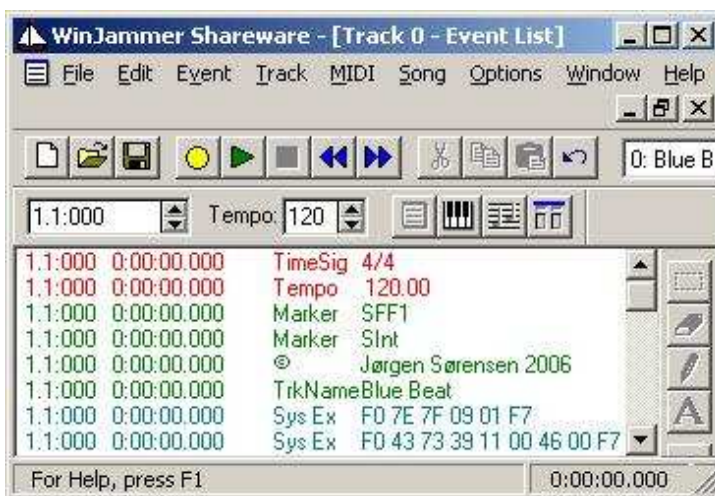 WinJammer Shareware - [Track 0 - Event List]
File Edit Event Track MIDI Song Options Window Help
0: Blue B
1.1:000 Tempo: 120
1.1:000 0:00:00.000 TimeSig 4/4
1.1:000 0:00:00.000 Tempo 120.00
1.1:000 0:00:00.000 Marker SFF1
1.1:000 0:00:00.000 Marker SInt
1.1:000 0:00:00.000 © Jørgen Sørensen 2006
1.1:000 0:00:00.000 TrkName Blue Beat
1.1:000 0:00:00.000 Sys Ex F0 7E 7F 09 01 F7
1.1:000 0:00:00.000 Sys Ex F0 43 73 39 11 00 46 00 F7
A
For Help, press F1 0:00:00.000